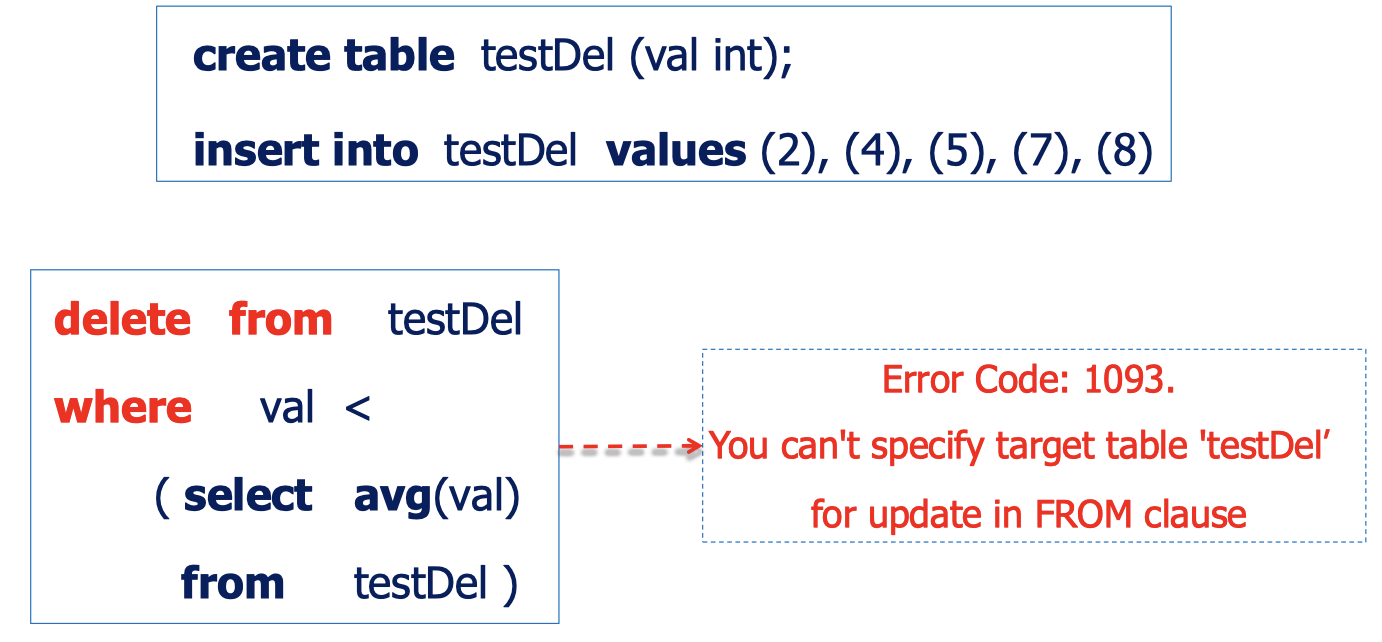 create table testDel (val int);
insert into testDel values (2), (4), (5), (7), (8)
delete from testDel
where val <
( select avg(val)
from testDel )
Error Code: 1093.
You can't specify target table 'testDel’
for update in FROM clause